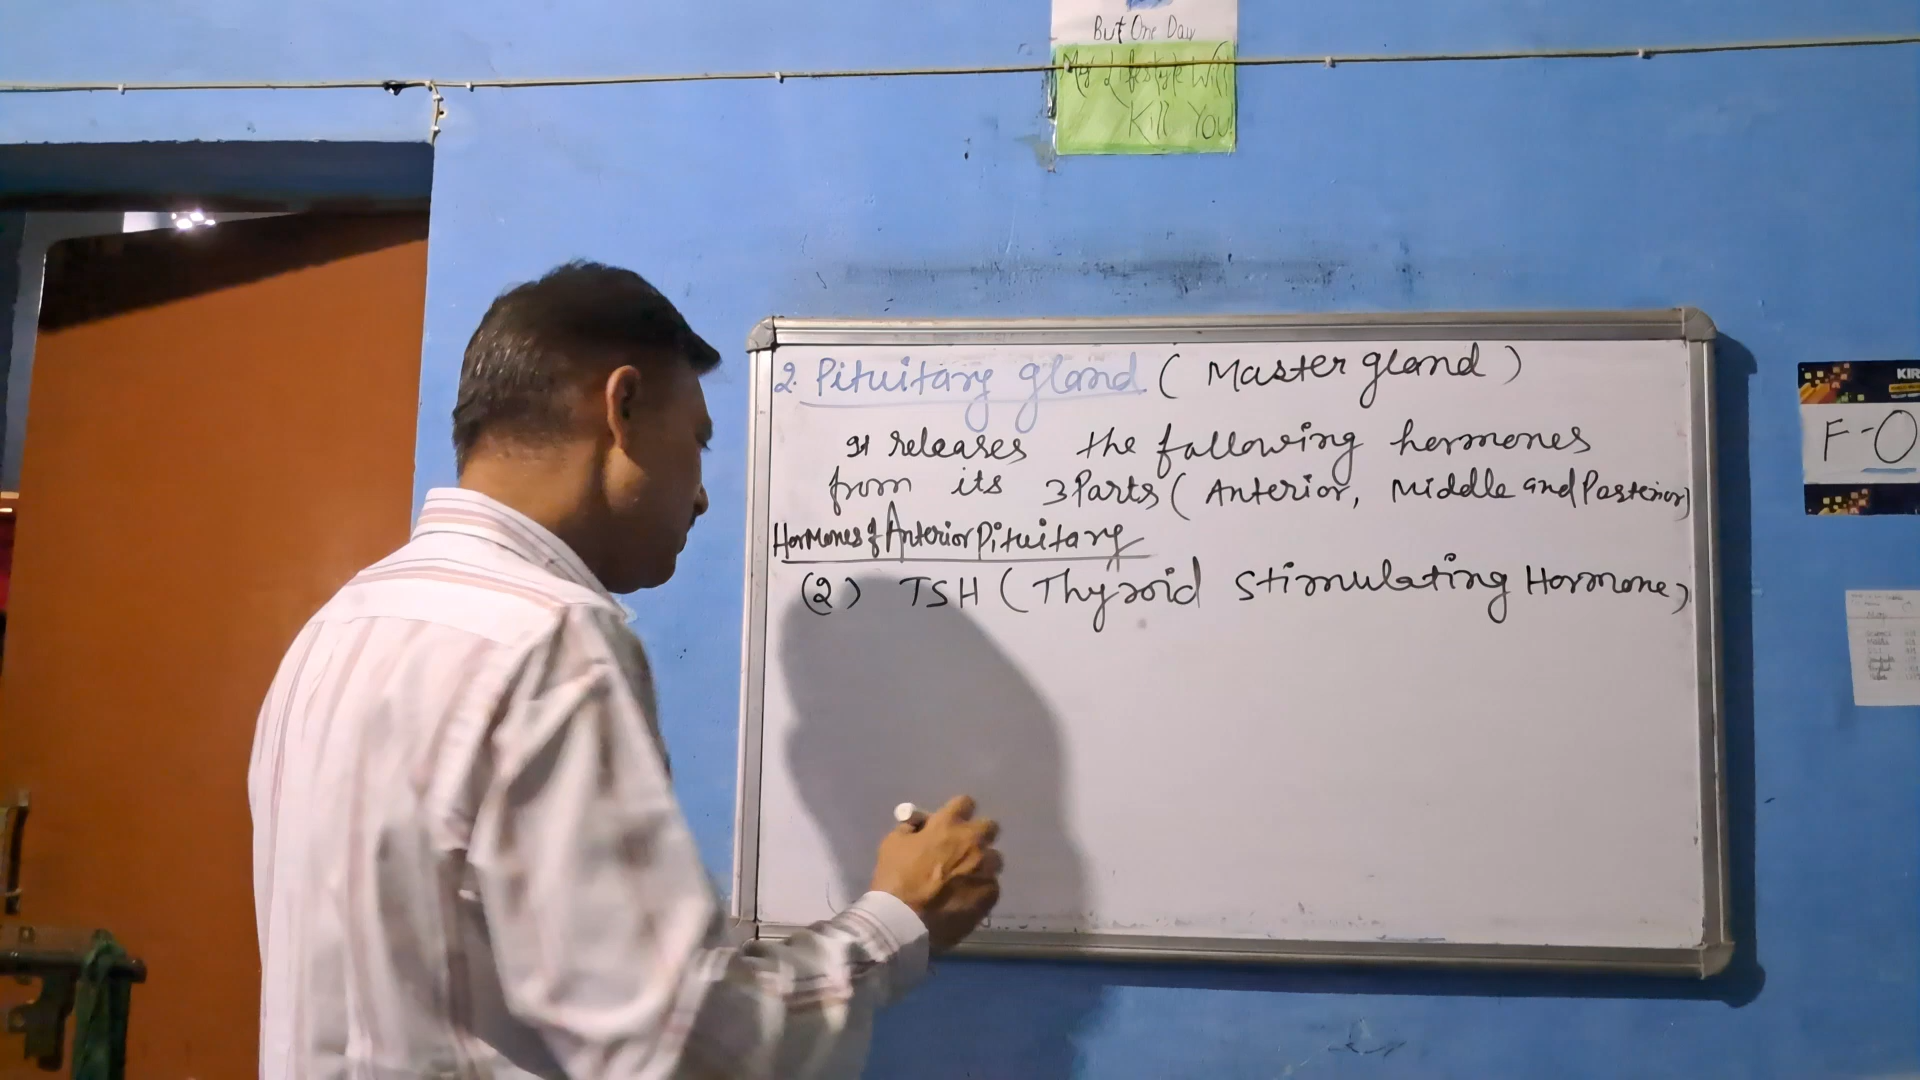 But One Day
My Lifestyle Will
Kill You!
2. Pituitary gland (Master gland)
It releases the following hormones
from its 3 Parts (Anterior, Middle and Posterior)
Hormones of Anterior Pituitary
(2) TSH (Thyroid Stimulating Hormone)
KIR
F-O